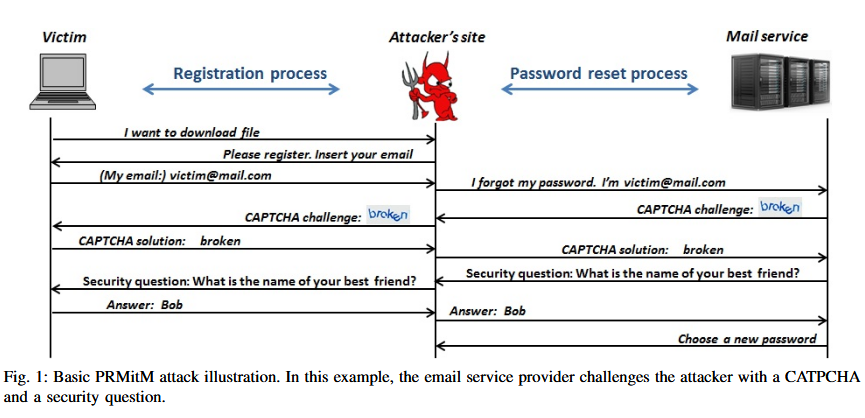 Victim
Attacker's site
Mail service
Registration process
Password reset process
I want to download file
Please register. Insert your email
(My email:) victim@mail.com
I forgot my password. I'm victim@mail.com
CAPTCHA challenge: broken
CAPTCHA challenge: broken
CAPTCHA solution: broken
CAPTCHA solution: broken
Security question: What is the name of your best friend?
Security question: What is the name of your best friend?
Answer: Bob
Answer: Bob
Choose a new password
Fig. 1: Basic PRMitM attack illustration. In this example, the email service provider challenges the attacker with a CATPCHA
and a security question.